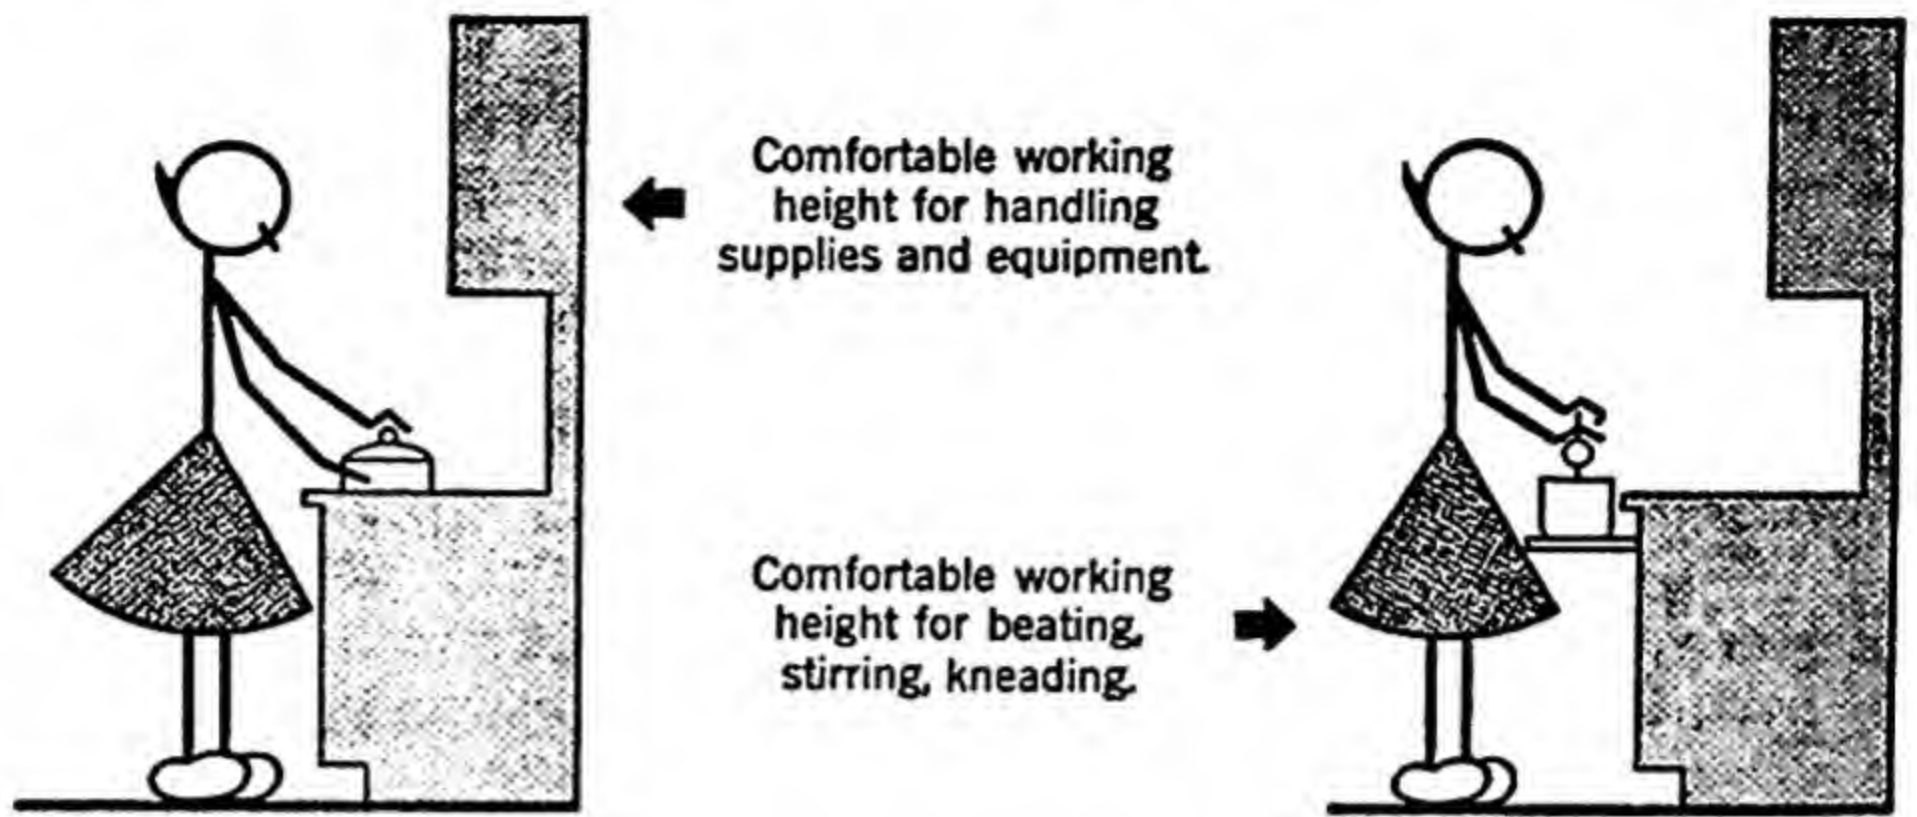 Comfortable working
height for handling
supplies and equipment.
Comfortable working
height for beating,
stirring, kneading.